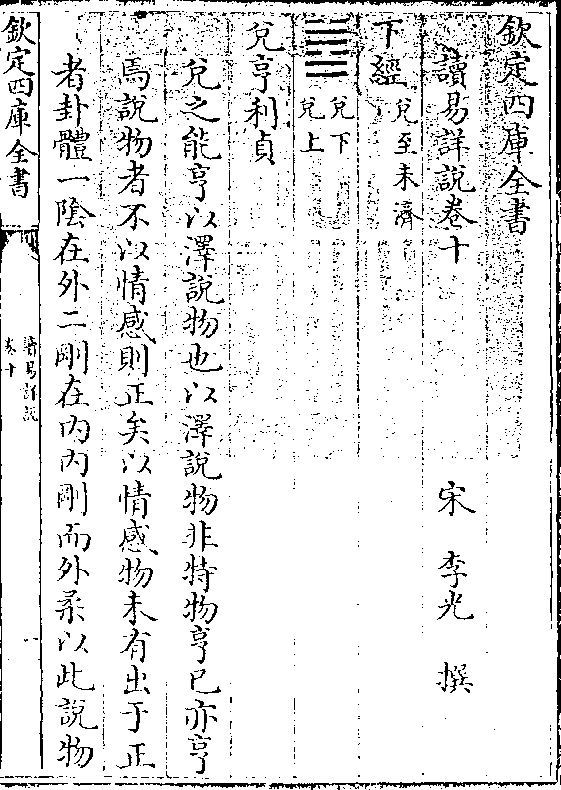 欽定四庫全書
讀易詳說卷十
宋 李光 撰
下經 兌至未濟
䷹ 兌下
兌上
兌亨利貞
兌之能亨以澤說物也以澤說物非特物亨已亦亨
焉說物者不以情感則正矣以情感物未有出于正
者卦體一陰在外二剛在内内剛而外柔以此說物
欽定四庫全書
讀易詳說
卷十
一